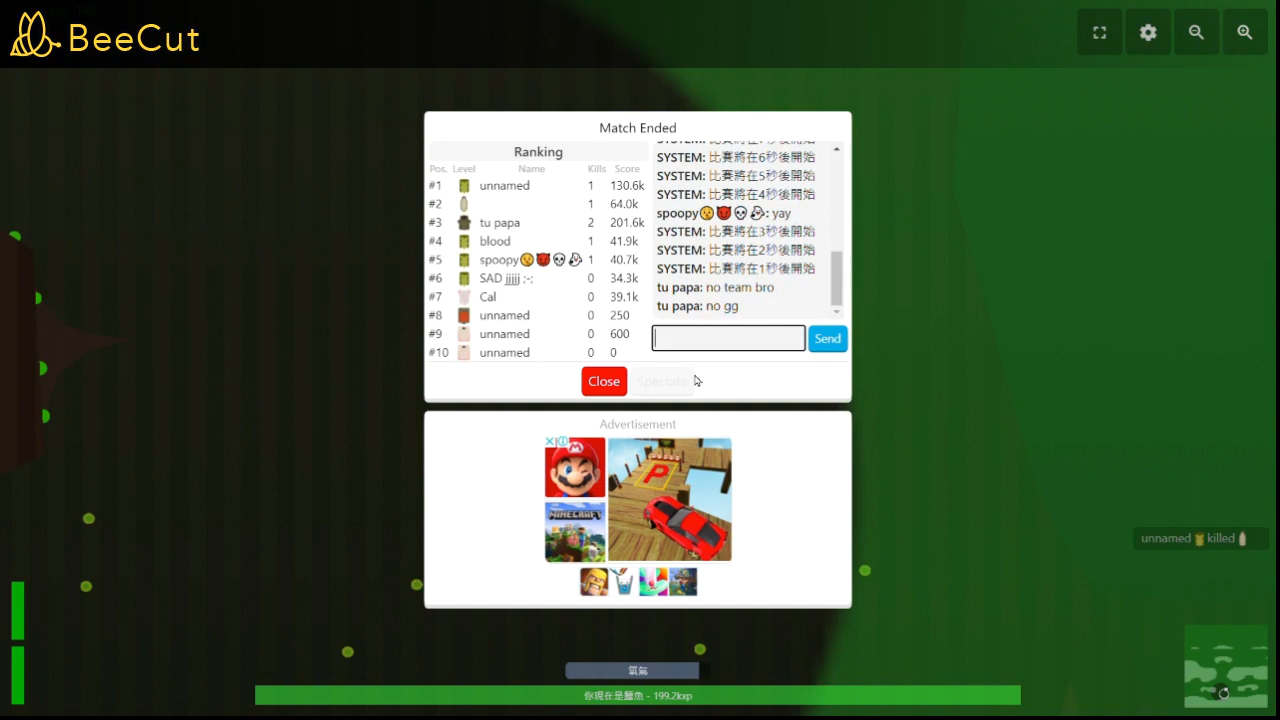 BeeCut
Match Ended
Ranking
Pos. Level Name Kills Score
#1 unnamed 1 130.6k
#2 1 64.0k
#3 tu papa 2 201.6k
#4 blood 1 41.9k
#5 spoopy😗😈💀👻 1 40.7k
#6 SAD jjjjj ;-; 0 34.3k
#7 Cal 0 39.1k
#8 unnamed 0 250
#9 unnamed 0 600
#10 unnamed 0 0
SYSTEM: 比賽將在6秒後開始
SYSTEM: 比賽將在5秒後開始
SYSTEM: 比賽將在4秒後開始
spoopy😗😈💀👻: yay
SYSTEM: 比賽將在3秒後開始
SYSTEM: 比賽將在2秒後開始
SYSTEM: 比賽將在1秒後開始
tu papa: no team bro
tu papa: no gg
Send
Close Spectate
Advertisement
MINECRAFT
P
unnamed killed
氧氣
你現在是鱷魚 - 199.2kxp